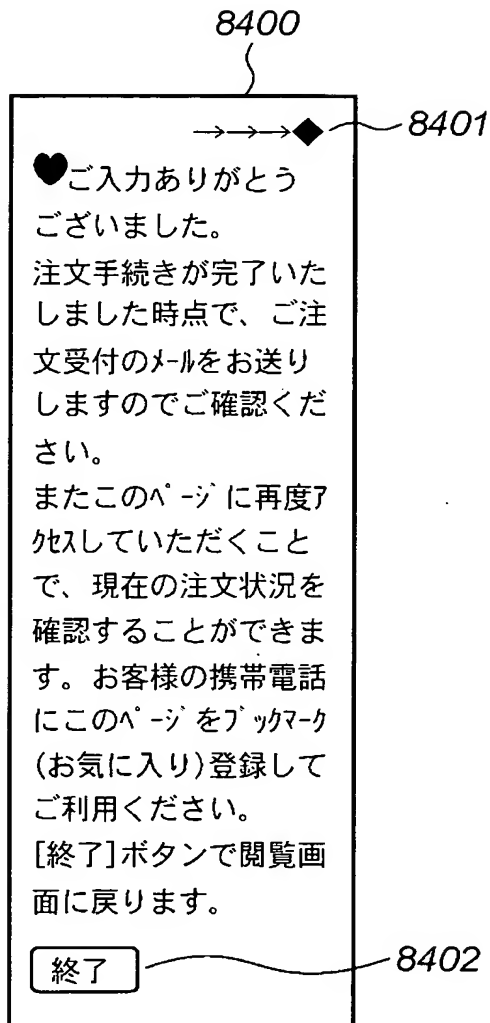 8400
→→→◆ 8401
♥ご入力ありがとう
ございました。
注文手続きが完了いた
しました時点で、ご注
文受付のﾒｰﾙをお送り
しますのでご確認くだ
さい。
またこのﾍﾟｰｼﾞに再度ｱ
ｸｾｽしていただくこと
で、現在の注文状況を
確認することができま
す。お客様の携帯電話
にこのﾍﾟｰｼﾞをﾌﾞｯｸﾏｰｸ
(お気に入り)登録して
ご利用ください。
[終了]ボタンで閲覧画
面に戻ります。
終了 8402